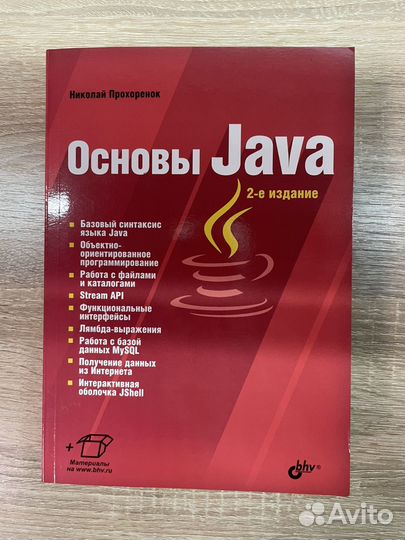 Николай Прохоренок
Основы Java
2-е издание
Базовый синтаксис
языка Java
Объектно-
ориентированное
программирование
Работа с файлами
и каталогами
Stream API
Функциональные
интерфейсы
Лямбда-выражения
Работа с базой
данных MySQL
Получение данных
из Интернета
Интерактивная
оболочка JShell
+
Материалы
на www.bhv.ru
bhv®
Avito